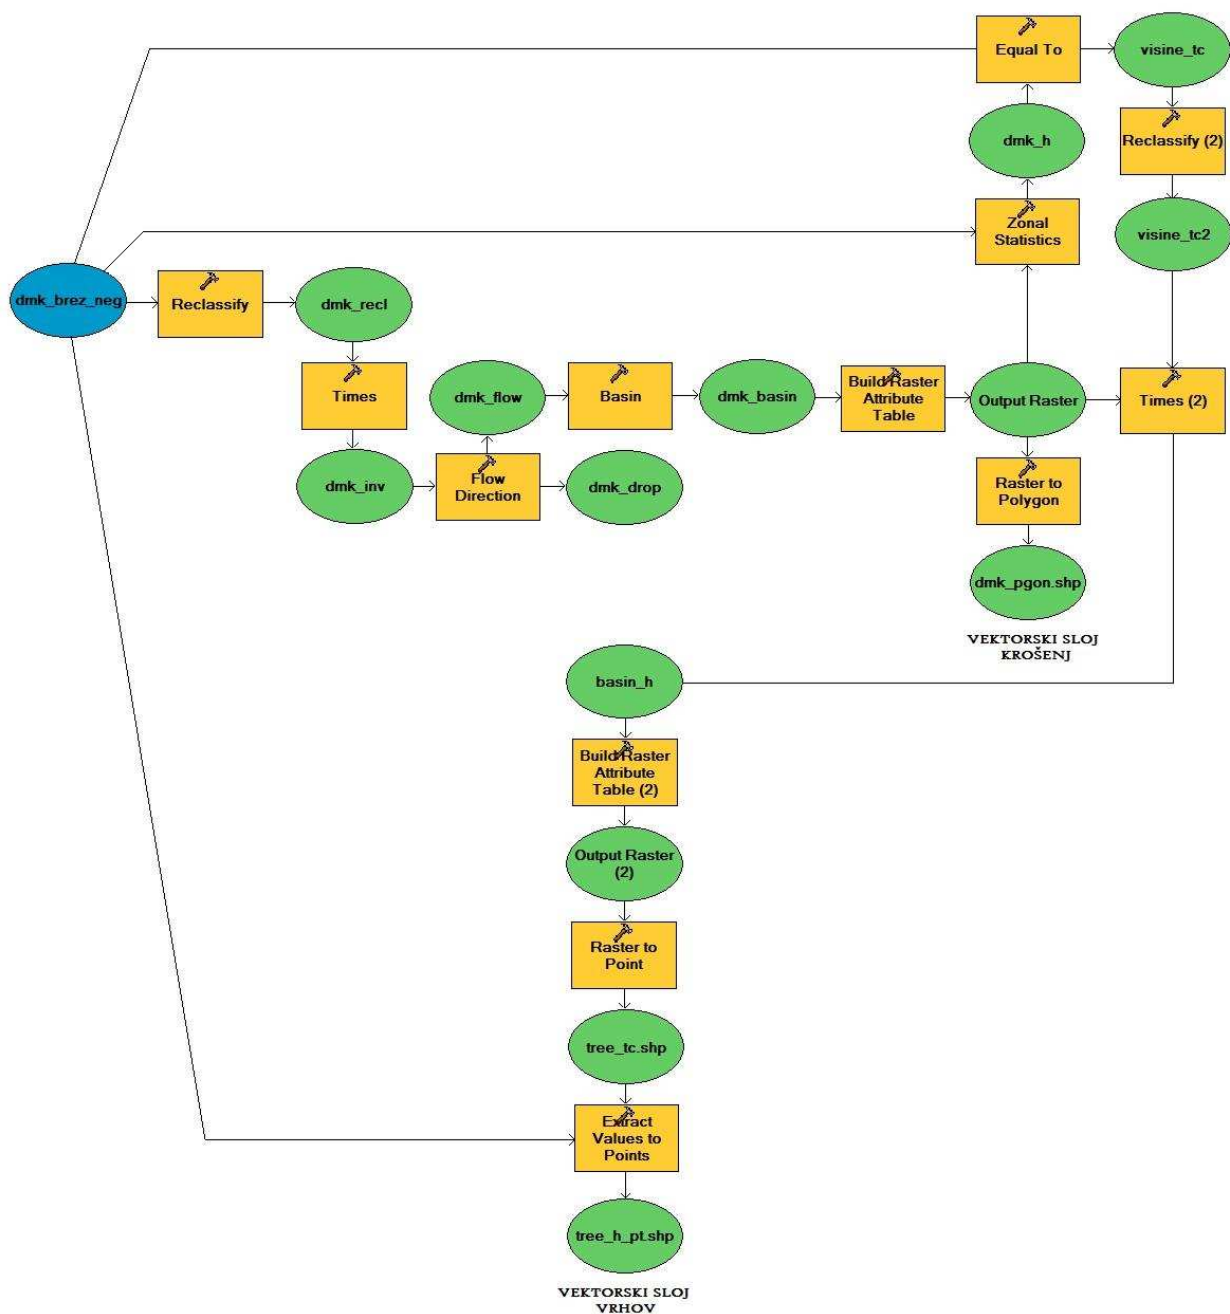 Equal To
visine_tc
dmk_h
Reclassify (2)
Zonal
Statistics
visine_tc2
dmk_brez_neg
Reclassify
dmk_recl
Times
dmk_flow
Basin
dmk_basin
Build Raster
Attribute
Table
Output Raster
Times (2)
dmk_inv
Flow
Direction
dmk_drop
Raster to
Polygon
dmk_pgon.shp
VEKTORSKI SLOJ
KROŠENJ
basin_h
Build Raster
Attribute
Table (2)
Output Raster
(2)
Raster to
Point
tree_tc.shp
Extract
Values to
Points
tree_h_pt.shp
VEKTORSKI SLOJ
VRHOV